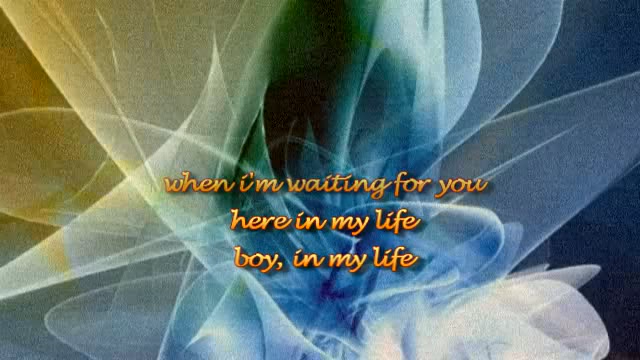 when i'm waiting for you
here in my life
boy, in my life